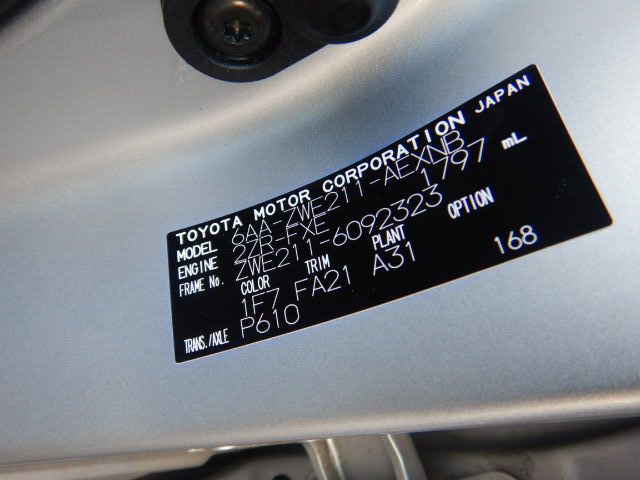 TOYOTA MOTOR CORPORATION JAPAN
MODEL 6AA-ZWE211-AEXNB
ENGINE 2ZR-FXE 1797 mL
FRAME No. ZWE211-6092323
COLOR TRIM PLANT OPTION
1F7 FA21 A31 168
TRANS./AXLE P610